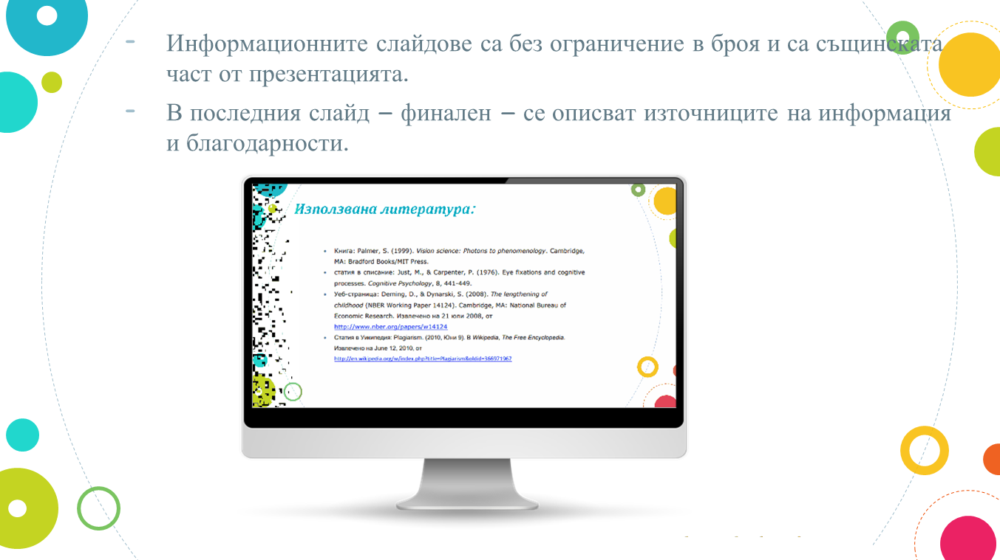 - Информационните слайдове са без ограничение в броя и са същинската
част от презентацията.
- В последния слайд – финален – се описват източниците на информация
и благодарности.
Използвана литература:
• Книга: Palmer, S. (1999). Vision science: Photons to phenomenology. Cambridge,
MA: Bradford Books/MIT Press.
• статия в списание: Just, M., & Carpenter, P. (1976). Eye fixations and cognitive
processes. Cognitive Psychology, 8, 441-449.
• Уеб-страница: Derning, D., & Dynarski, S. (2008). The lengthening of
childhood (NBER Working Paper 14124). Cambridge, MA: National Bureau of
Economic Research. Извлечено на 21 юли 2008, от
http://www.nber.org/papers/w14124
• Статия в Уикипедия: Plagiarism. (2010, Юни 9). В Wikipedia, The Free Encyclopedia.
Извлечено на June 12, 2010, от
http://en.wikipedia.org/w/index.php?title=Plagiarism&oldid=366971967